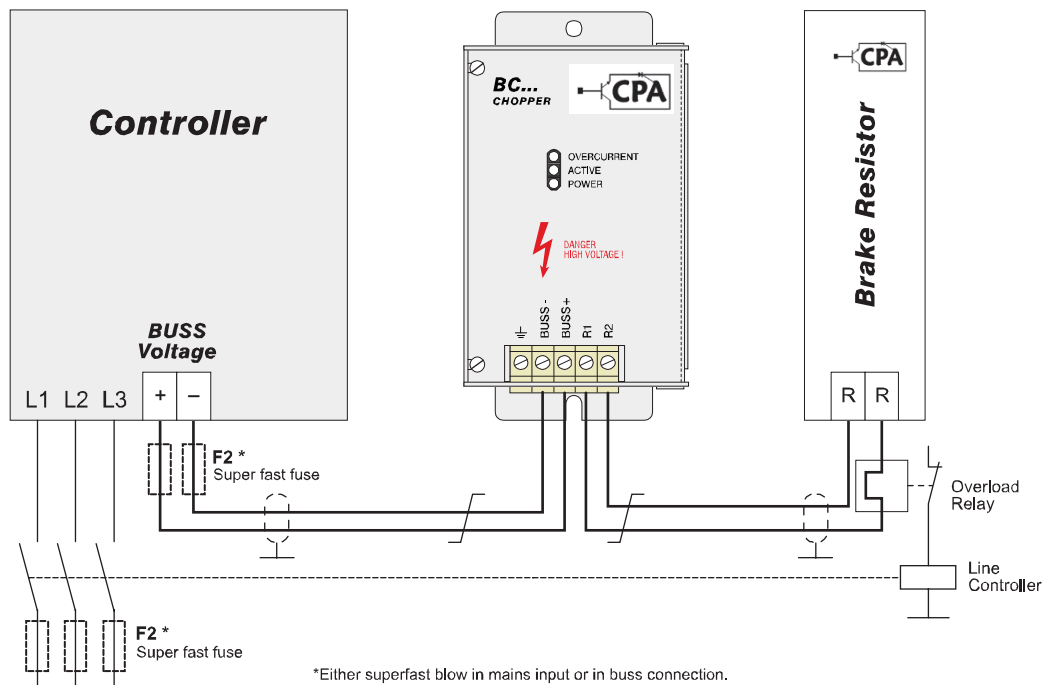 Controller
BUSS
Voltage
L1 L2 L3 + –
F2 *
Super fast fuse
F2 *
Super fast fuse
BC...
CHOPPER
CPA
OVERCURRENT
ACTIVE
POWER
DANGER
HIGH VOLTAGE !
BUSS -
BUSS+
R1
R2
CPA
Brake Resistor
R R
Overload
Relay
Line
Controller
*Either superfast blow in mains input or in buss connection.